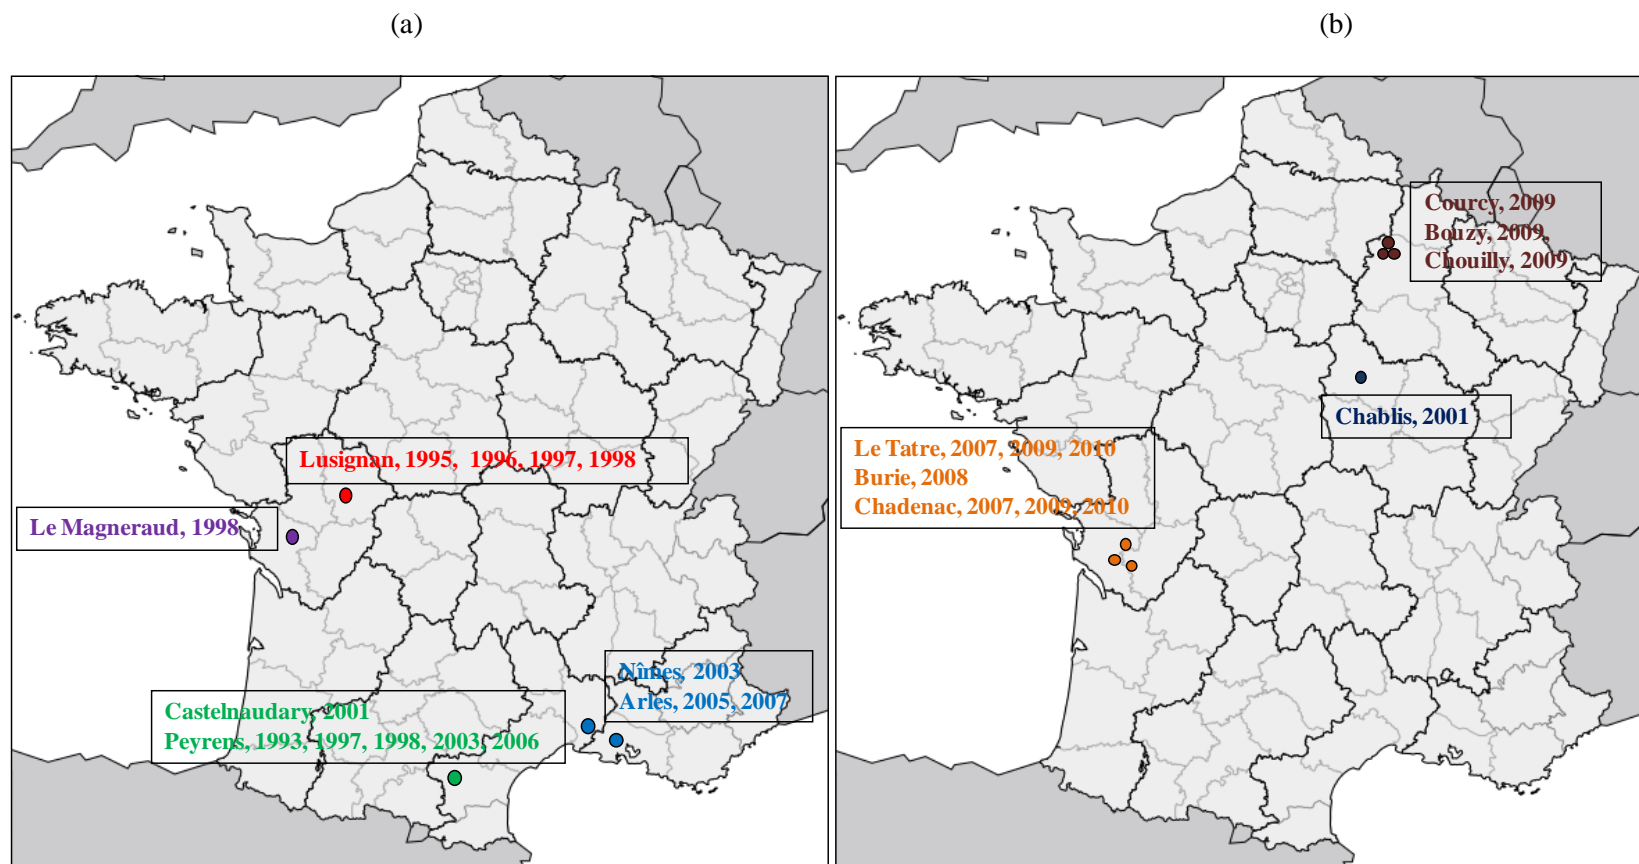 (a)
(b)
Courcy, 2009
Bouzy, 2009,
Chouilly, 2009
Chablis, 2001
Le Tatre, 2007, 2009, 2010
Burie, 2008
Chadenac, 2007, 2009, 2010
Lusignan, 1995, 1996, 1997, 1998
Le Magneraud, 1998
Nîmes, 2003
Arles, 2005, 2007
Castelnaudary, 2001
Peyrens, 1993, 1997, 1998, 2003, 2006